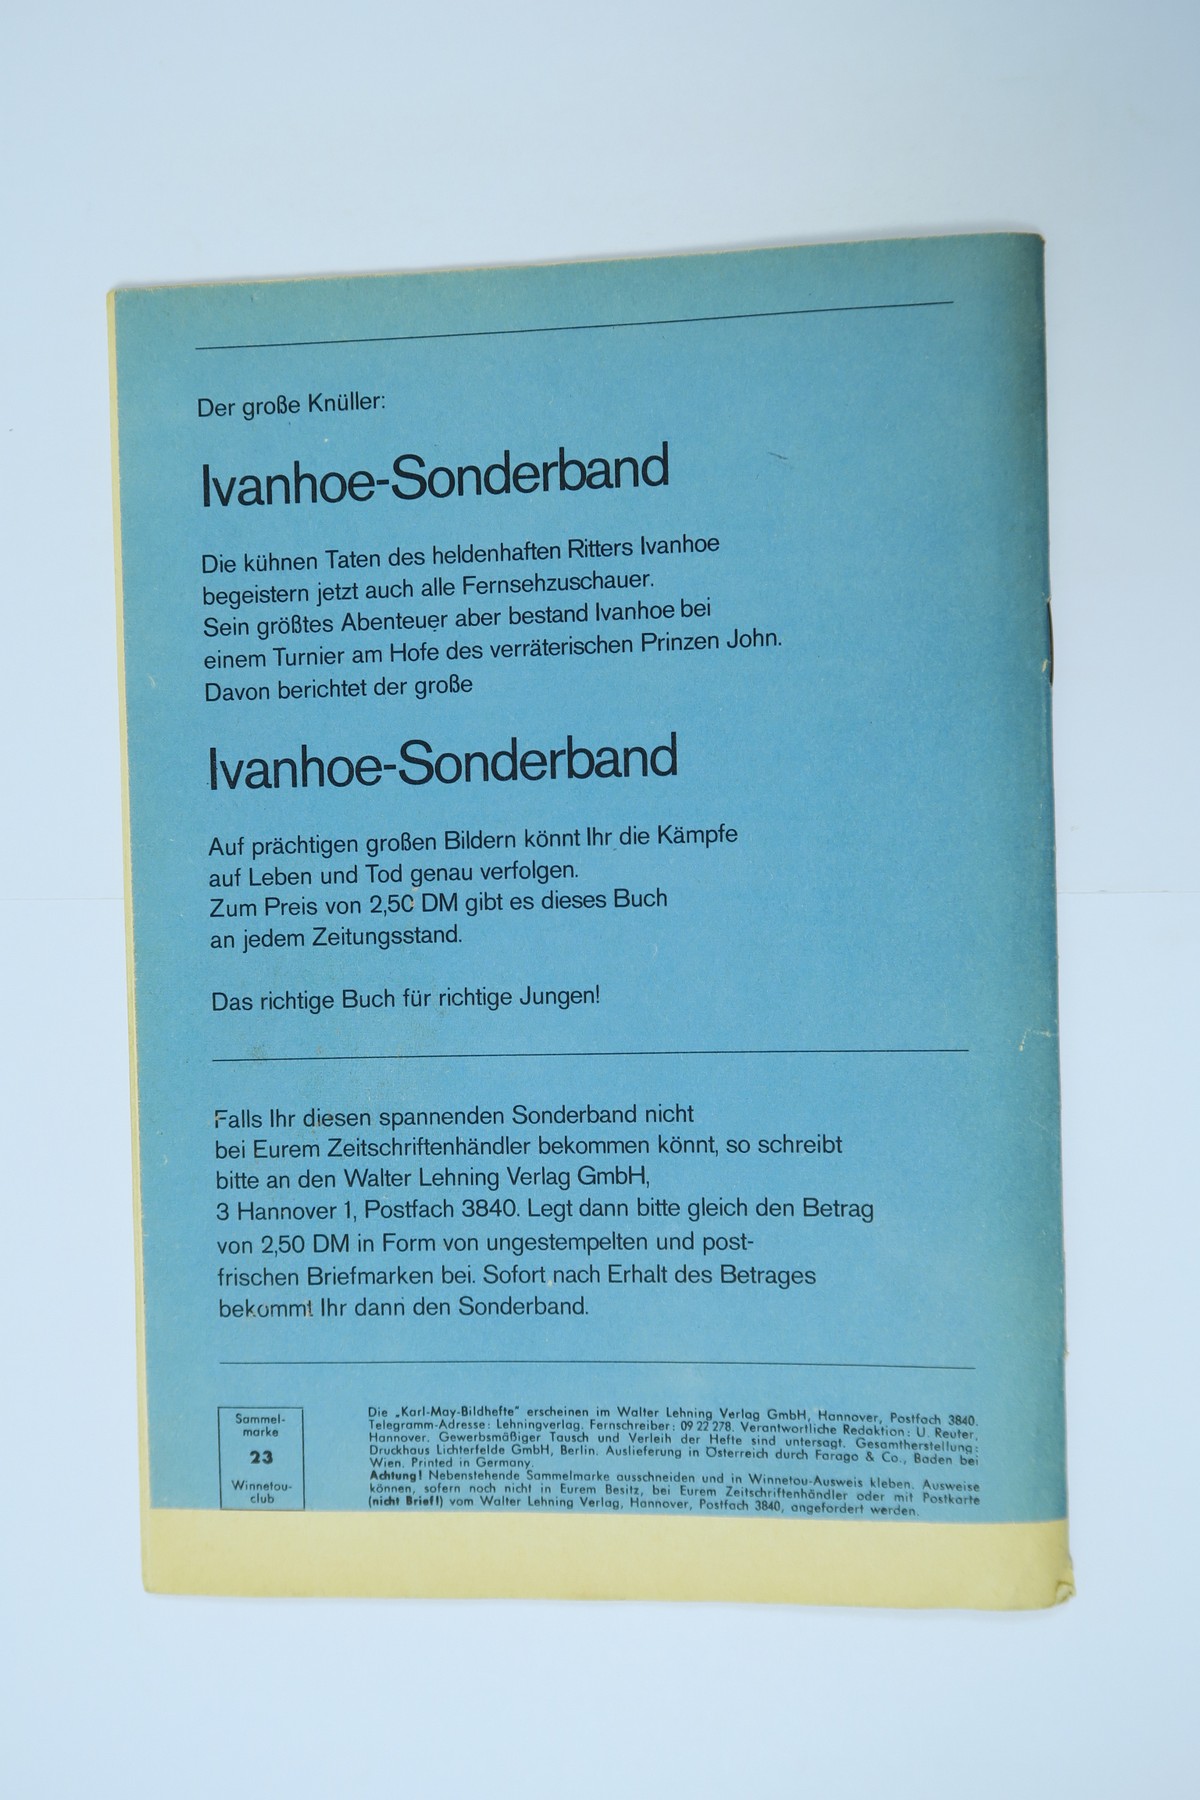 Der große Knüller:
Ivanhoe-Sonderband
Die kühnen Taten des heldenhaften Ritters Ivanhoe
begeistern jetzt auch alle Fernsehzuschauer.
Sein größtes Abenteuer aber bestand Ivanhoe bei
einem Turnier am Hofe des verräterischen Prinzen John.
Davon berichtet der große
Ivanhoe-Sonderband
Auf prächtigen großen Bildern könnt Ihr die Kämpfe
auf Leben und Tod genau verfolgen.
Zum Preis von 2,50 DM gibt es dieses Buch
an jedem Zeitungsstand.
Das richtige Buch für richtige Jungen!
Falls Ihr diesen spannenden Sonderband nicht
bei Eurem Zeitschriftenhändler bekommen könnt, so schreibt
bitte an den Walter Lehning Verlag GmbH,
3 Hannover 1, Postfach 3840. Legt dann bitte gleich den Betrag
von 2,50 DM in Form von ungestempelten und post-
frischen Briefmarken bei. Sofort nach Erhalt des Betrages
bekommt Ihr dann den Sonderband.
Sammel-
marke
23
Winnetou-
club
Die „Karl-May-Bildhefte" erscheinen im Walter Lehning Verlag GmbH, Hannover, Postfach 3840.
Telegramm-Adresse: Lehningverlag. Fernschreiber: 09 22 278. Verantwortliche Redaktion: U. Reuter,
Hannover. Gewerbsmäßiger Tausch und Verleih der Hefte sind untersagt. Gesamtherstellung:
Druckhaus Lichterfelde GmbH, Berlin. Auslieferung in Österreich durch Farago & Co., Baden bei
Wien. Printed in Germany.
Achtung! Nebenstehende Sammelmarke ausschneiden und in Winnetou-Ausweis kleben. Ausweise
können, sofern noch nicht in Eurem Besitz, bei Eurem Zeitschriftenhändler oder mit Postkarte
(nicht Brief!) vom Walter Lehning Verlag, Hannover, Postfach 3840, angefordert werden.